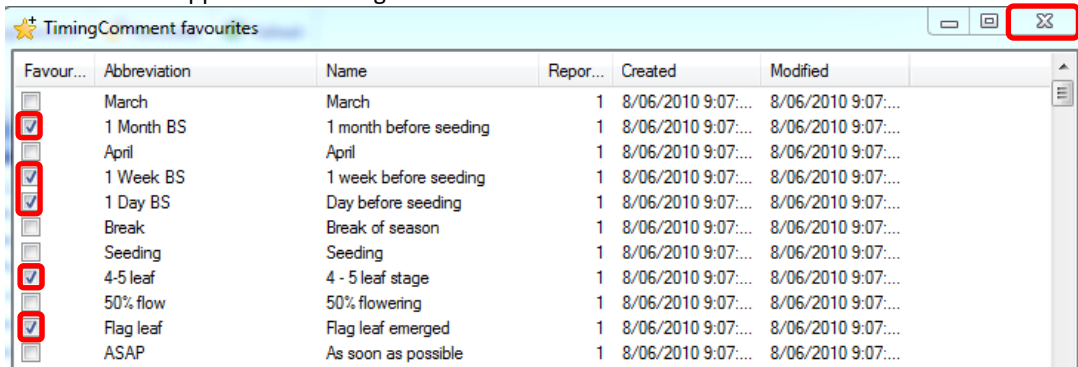 TimingComment favourites
Favour... Abbreviation Name Repor... Created Modified
March March 1 8/06/2010 9:07:... 8/06/2010 9:07:...
1 Month BS 1 month before seeding 1 8/06/2010 9:07:... 8/06/2010 9:07:...
April April 1 8/06/2010 9:07:... 8/06/2010 9:07:...
1 Week BS 1 week before seeding 1 8/06/2010 9:07:... 8/06/2010 9:07:...
1 Day BS Day before seeding 1 8/06/2010 9:07:... 8/06/2010 9:07:...
Break Break of season 1 8/06/2010 9:07:... 8/06/2010 9:07:...
Seeding Seeding 1 8/06/2010 9:07:... 8/06/2010 9:07:...
4-5 leaf 4 - 5 leaf stage 1 8/06/2010 9:07:... 8/06/2010 9:07:...
50% flow 50% flowering 1 8/06/2010 9:07:... 8/06/2010 9:07:...
Flag leaf Flag leaf emerged 1 8/06/2010 9:07:... 8/06/2010 9:07:...
ASAP As soon as possible 1 8/06/2010 9:07:... 8/06/2010 9:07:...